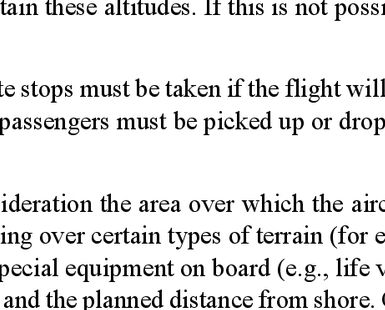 tain these altitudes. If this is not possi
te stops must be taken if the flight will
passengers must be picked up or drop
ideration the area over which the airc
ing over certain types of terrain (for e
pecial equipment on board (e.g., life v
and the planned distance from shore.